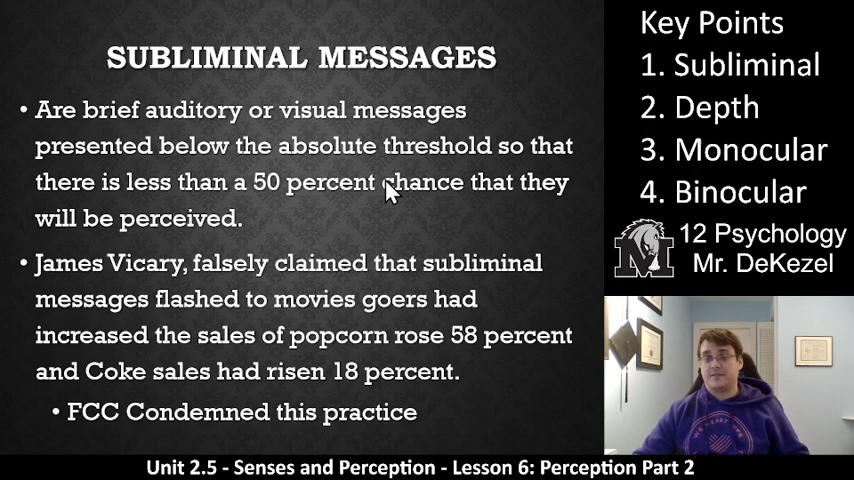 SUBLIMINAL MESSAGES
• Are brief auditory or visual messages
presented below the absolute threshold so that
there is less than a 50 percent chance that they
will be perceived.
• James Vicary, falsely claimed that subliminal
messages flashed to movies goers had
increased the sales of popcorn rose 58 percent
and Coke sales had risen 18 percent.
• FCC Condemned this practice
Key Points
1. Subliminal
2. Depth
3. Monocular
4. Binocular
M
12 Psychology
Mr. DeKezel
Unit 2.5 - Senses and Perception - Lesson 6: Perception Part 2